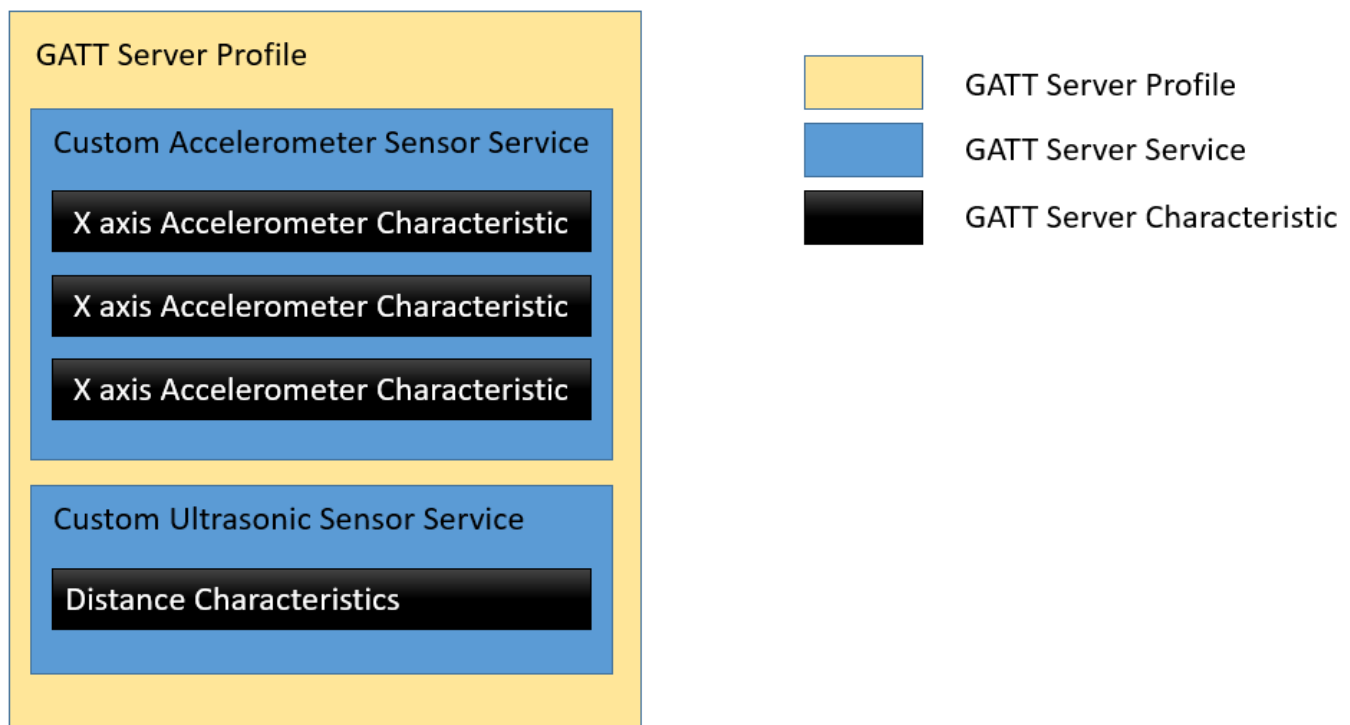 GATT Server Profile
Custom Accelerometer Sensor Service
X axis Accelerometer Characteristic
X axis Accelerometer Characteristic
X axis Accelerometer Characteristic
Custom Ultrasonic Sensor Service
Distance Characteristics
GATT Server Profile
GATT Server Service
GATT Server Characteristic